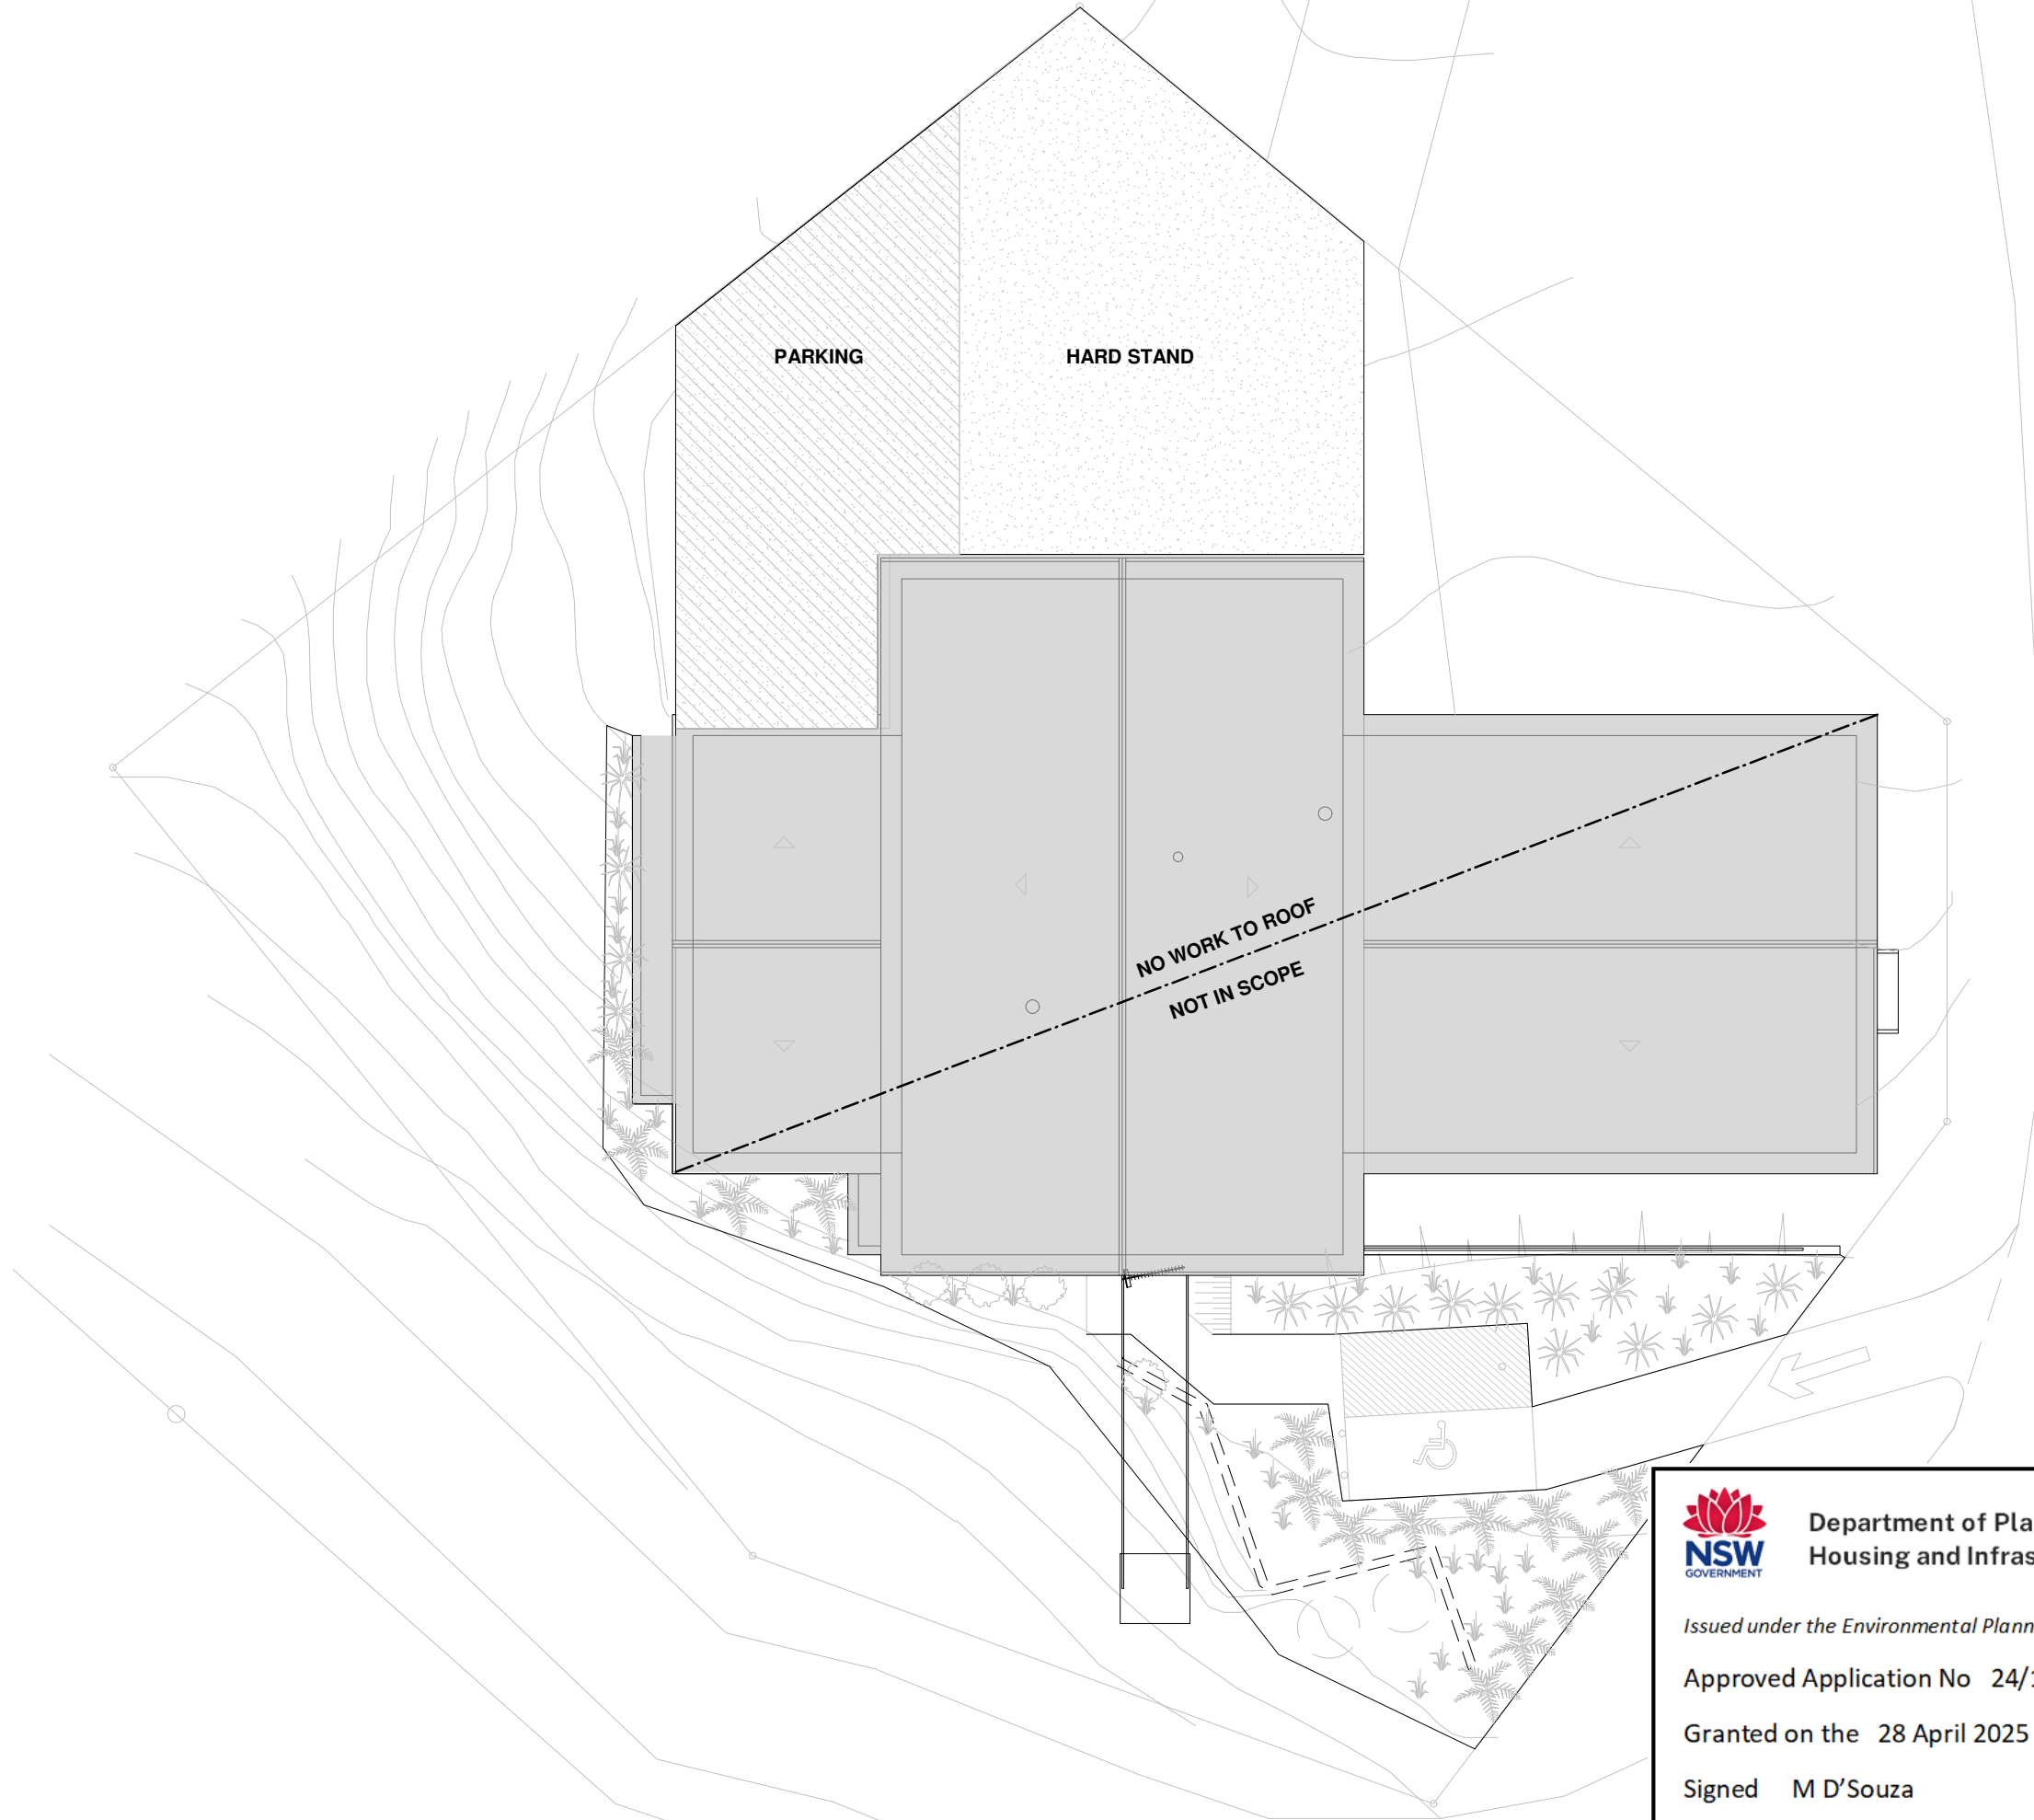 PARKING
HARD STAND
NO WORK TO ROOF
NOT IN SCOPE
NSW
GOVERNMENT
Department of Pla
Housing and Infras
Issued under the Environmental Plann
Approved Application No 24/1
Granted on the 28 April 2025
Signed M D'Souza